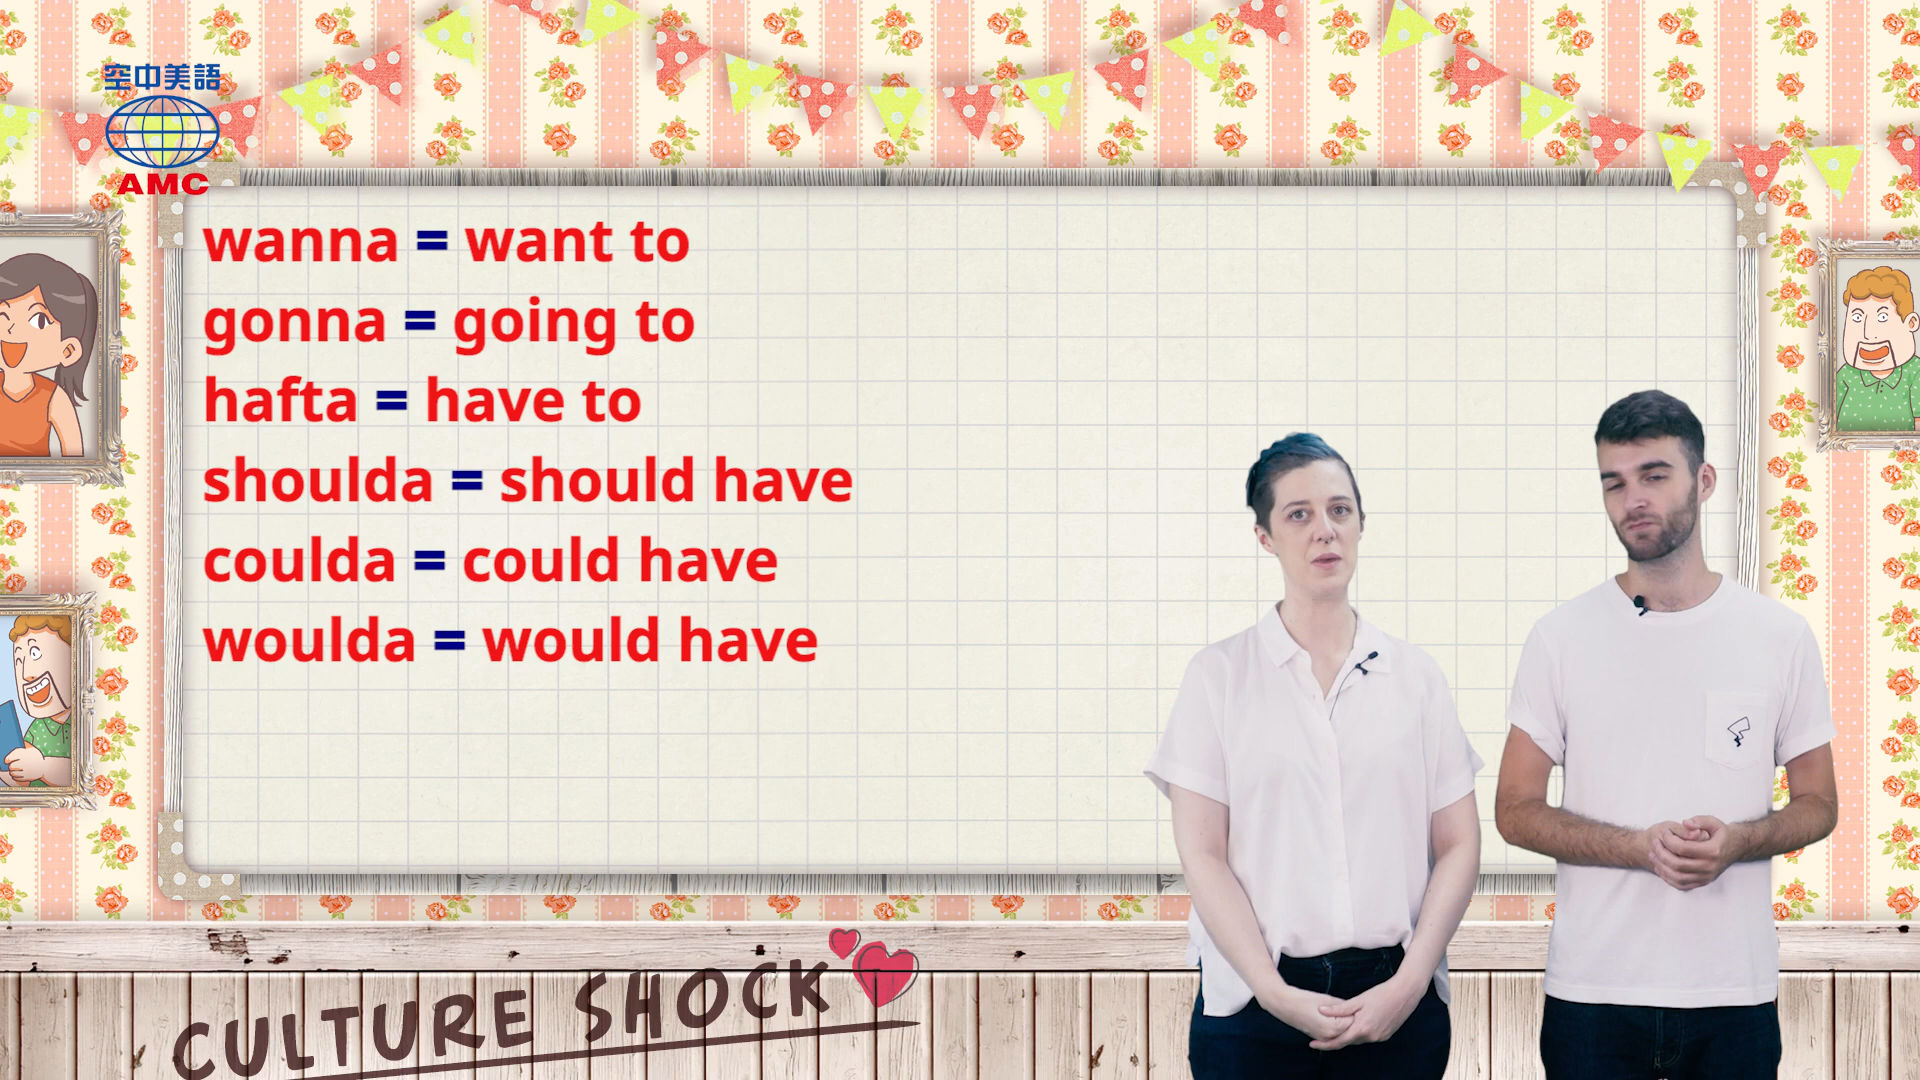 空中美語
AMC
wanna = want to
gonna = going to
hafta = have to
shoulda = should have
coulda = could have
woulda = would have
CULTURE SHOCK